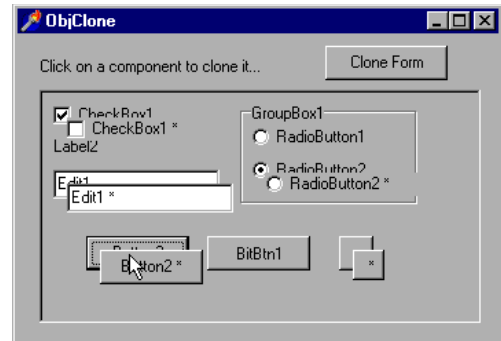 ObjClone
Click on a component to clone it...
Clone Form
CheckBox1
CheckBox1 *
Label2
Edit1
Edit1 *
GroupBox1
RadioButton1
RadioButton2
RadioButton2 *
Button2 *
BitBtn1
*